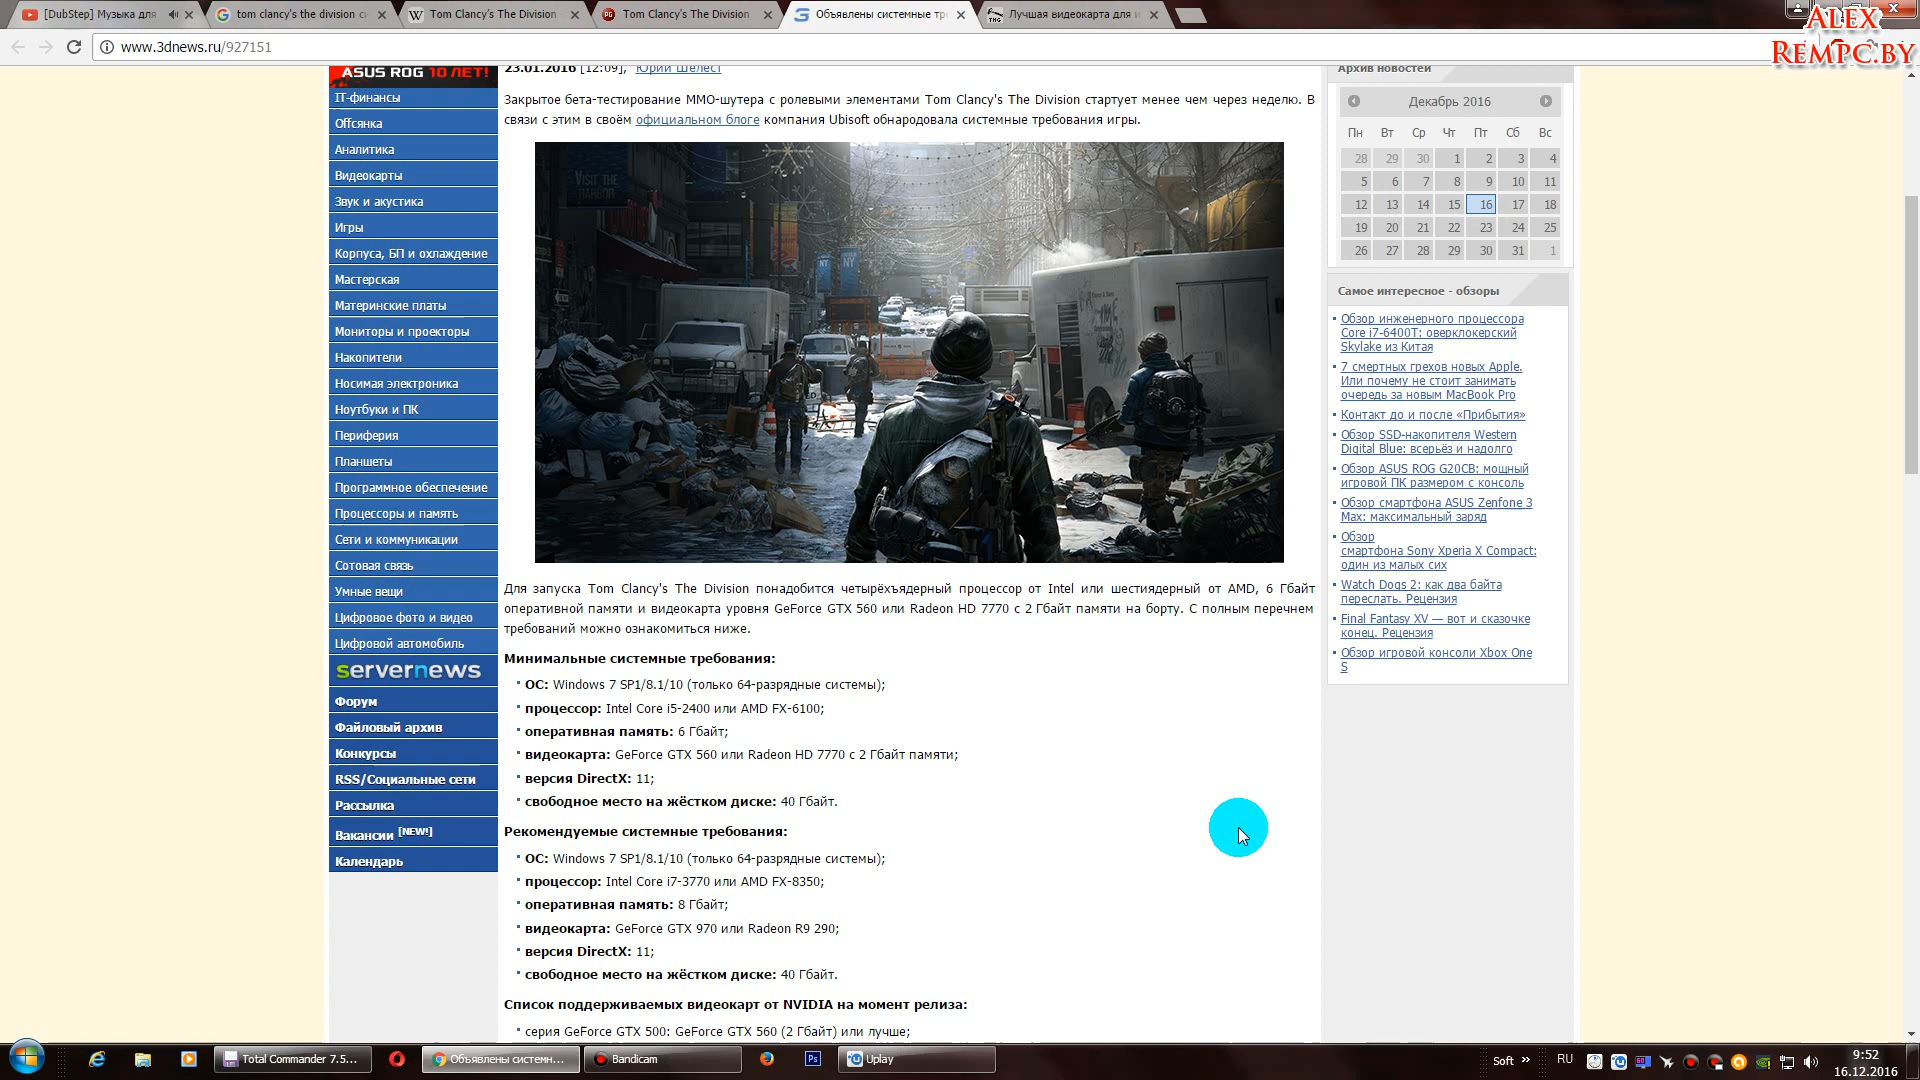 [DubStep] Музыка для
tom clancy's the division си
Tom Clancy's The Division
Tom Clancy's The Division
Объявлены системные тр
Лучшая видеокарта для и
ALEX
REMPC.BY
www.3dnews.ru/927151
ASUS ROG 10 ЛЕТ!
IT-финансы
Offсянка
Аналитика
Видеокарты
Звук и акустика
Игры
Корпуса, БП и охлаждение
Мастерская
Материнские платы
Мониторы и проекторы
Накопители
Носимая электроника
Ноутбуки и ПК
Периферия
Планшеты
Программное обеспечение
Процессоры и память
Сети и коммуникации
Сотовая связь
Умные вещи
Цифровое фото и видео
Цифровой автомобиль
servernews
Форум
Файловый архив
Конкурсы
RSS/Социальные сети
Рассылка
Вакансии [NEW!]
Календарь
23.01.2016 [12:09], Юрий Шелест
Закрытое бета-тестирование MMO-шутера с ролевыми элементами Tom Clancy's The Division стартует менее чем через неделю. В
связи с этим в своём официальном блоге компания Ubisoft обнародовала системные требования игры.
VISIT THE
NY
NY
Для запуска Tom Clancy's The Division понадобится четырёхъядерный процессор от Intel или шестиядерный от AMD, 6 Гбайт
оперативной памяти и видеокарта уровня GeForce GTX 560 или Radeon HD 7770 с 2 Гбайт памяти на борту. С полным перечнем
требований можно ознакомиться ниже.
Минимальные системные требования:
ОС: Windows 7 SP1/8.1/10 (только 64-разрядные системы);
процессор: Intel Core i5-2400 или AMD FX-6100;
оперативная память: 6 Гбайт;
видеокарта: GeForce GTX 560 или Radeon HD 7770 с 2 Гбайт памяти;
версия DirectX: 11;
свободное место на жёстком диске: 40 Гбайт.
Рекомендуемые системные требования:
ОС: Windows 7 SP1/8.1/10 (только 64-разрядные системы);
процессор: Intel Core i7-3770 или AMD FX-8350;
оперативная память: 8 Гбайт;
видеокарта: GeForce GTX 970 или Radeon R9 290;
версия DirectX: 11;
свободное место на жёстком диске: 40 Гбайт.
Список поддерживаемых видеокарт от NVIDIA на момент релиза:
серия GeForce GTX 500: GeForce GTX 560 (2 Гбайт) или лучше;
Архив новостей
Декабрь 2016
Пн Вт Ср Чт Пт Сб Вс
28 29 30 1 2 3 4
5 6 7 8 9 10 11
12 13 14 15 16 17 18
19 20 21 22 23 24 25
26 27 28 29 30 31 1
Самое интересное - обзоры
Обзор инженерного процессора
Core i7-6400T: оверклокерский
Skylake из Китая
7 смертных грехов новых Apple.
Или почему не стоит занимать
очередь за новым MacBook Pro
Контакт до и после «Прибытия»
Обзор SSD-накопителя Western
Digital Blue: всерьёз и надолго
Обзор ASUS ROG G20CB: мощный
игровой ПК размером с консоль
Обзор смартфона ASUS Zenfone 3
Max: максимальный заряд
Обзор
смартфона Sony Xperia X Compact:
один из малых сих
Watch Dogs 2: как два байта
переслать. Рецензия
Final Fantasy XV — вот и сказочке
конец. Рецензия
Обзор игровой консоли Xbox One
S
Total Commander 7.5...
Объявлены системн...
Bandicam
Ps
Uplay
Soft »
RU
9:52
16.12.2016